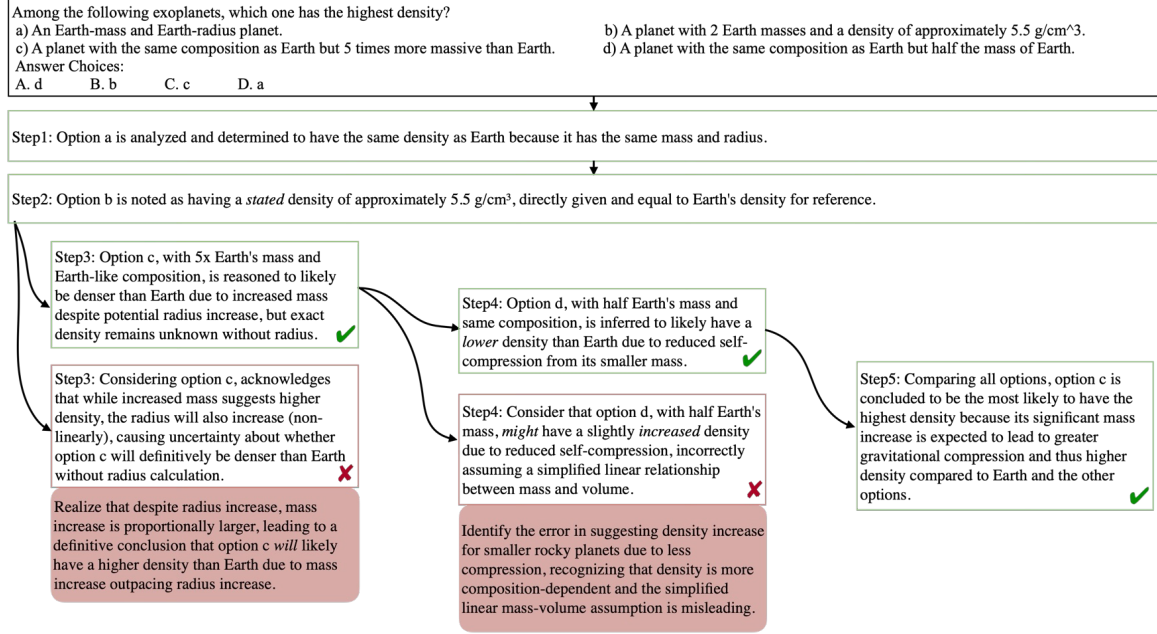 Among the following exoplanets, which one has the highest density?
a) An Earth-mass and Earth-radius planet.
b) A planet with 2 Earth masses and a density of approximately 5.5 g/cm^3.
c) A planet with the same composition as Earth but 5 times more massive than Earth.
d) A planet with the same composition as Earth but half the mass of Earth.
Answer Choices:
A. d B. b C. c D. a
Step1: Option a is analyzed and determined to have the same density as Earth because it has the same mass and radius.
Step2: Option b is noted as having a stated density of approximately 5.5 g/cm³, directly given and equal to Earth's density for reference.
Step3: Option c, with 5x Earth's mass and
Earth-like composition, is reasoned to likely
be denser than Earth due to increased mass
despite potential radius increase, but exact
density remains unknown without radius.
Step3: Considering option c, acknowledges
that while increased mass suggests higher
density, the radius will also increase (non-
linearly), causing uncertainty about whether
option c will definitively be denser than Earth
without radius calculation.
Realize that despite radius increase, mass
increase is proportionally larger, leading to a
definitive conclusion that option c will likely
have a higher density than Earth due to mass
increase outpacing radius increase.
Step4: Option d, with half Earth's mass and
same composition, is inferred to likely have a
lower density than Earth due to reduced self-
compression from its smaller mass.
Step4: Consider that option d, with half Earth's
mass, might have a slightly increased density
due to reduced self-compression, incorrectly
assuming a simplified linear relationship
between mass and volume.
Identify the error in suggesting density increase
for smaller rocky planets due to less
compression, recognizing that density is more
composition-dependent and the simplified
linear mass-volume assumption is misleading.
Step5: Comparing all options, option c is
concluded to be the most likely to have the
highest density because its significant mass
increase is expected to lead to greater
gravitational compression and thus higher
density compared to Earth and the other
options.